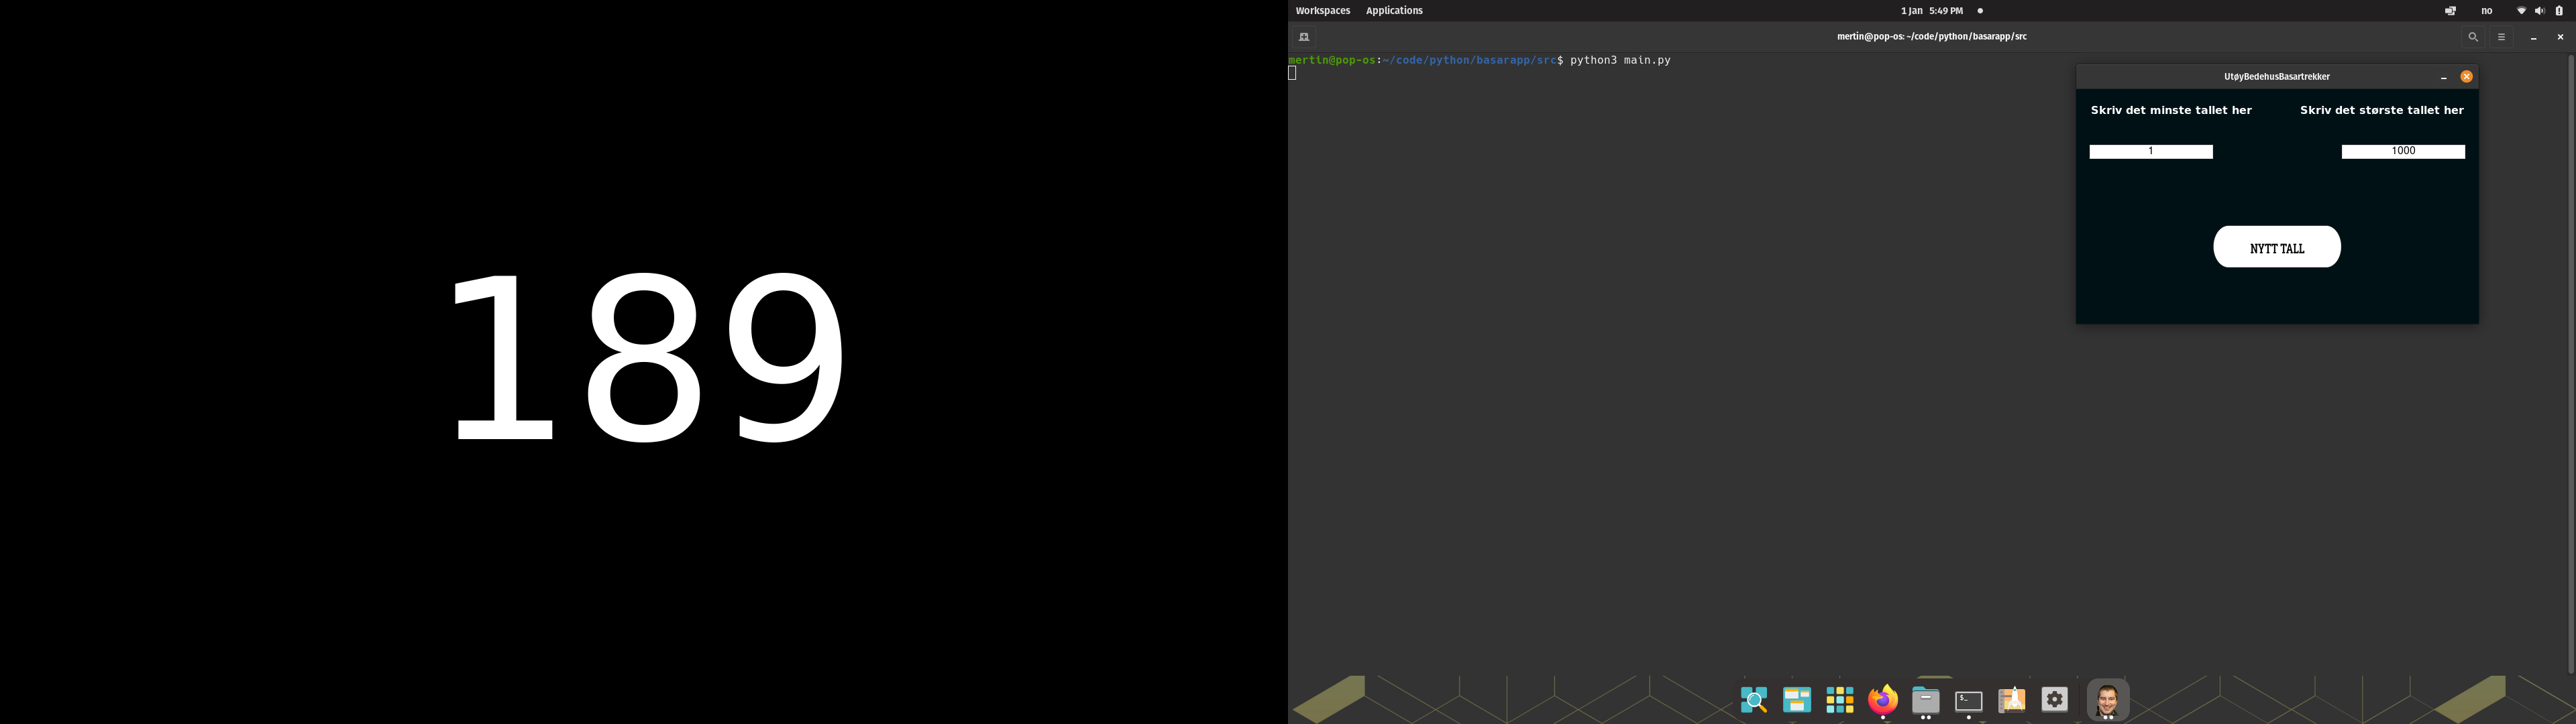 189
Workspaces Applications
1 Jan 5:49 PM
no
mertin@pop-os: ~/code/python/basarapp/src
mertin@pop-os:~/code/python/basarapp/src$ python3 main.py
UtøyBedehusBasartrekker
Skriv det minste tallet her
Skriv det største tallet her
1
1000
NYTT TALL
$_